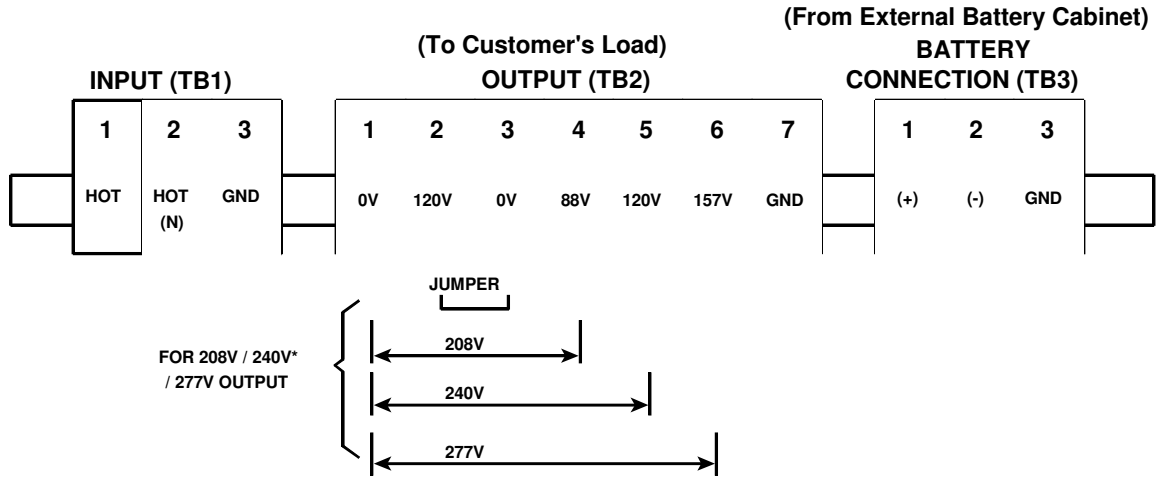 (From External Battery Cabinet)
(To Customer's Load)
BATTERY
INPUT (TB1)
OUTPUT (TB2)
CONNECTION (TB3)
1 2 3
1 2 3 4 5 6 7
1 2 3
HOT HOT GND
(N)
0V 120V 0V 88V 120V 157V GND
(+) (-) GND
JUMPER
FOR 208V / 240V*
/ 277V OUTPUT
208V
240V
277V